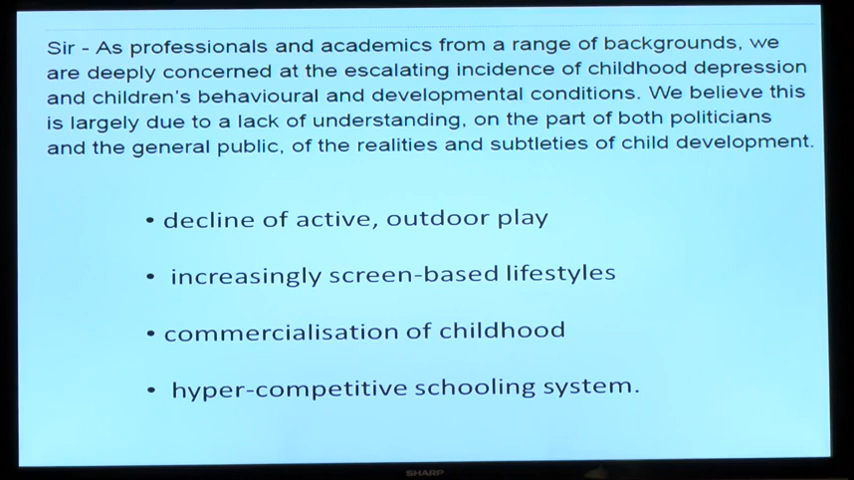 Sir - As professionals and academics from a range of backgrounds, we
are deeply concerned at the escalating incidence of childhood depression
and children's behavioural and developmental conditions. We believe this
is largely due to a lack of understanding, on the part of both politicians
and the general public, of the realities and subtleties of child development.
• decline of active, outdoor play
• increasingly screen-based lifestyles
• commercialisation of childhood
• hyper-competitive schooling system.
SHARP